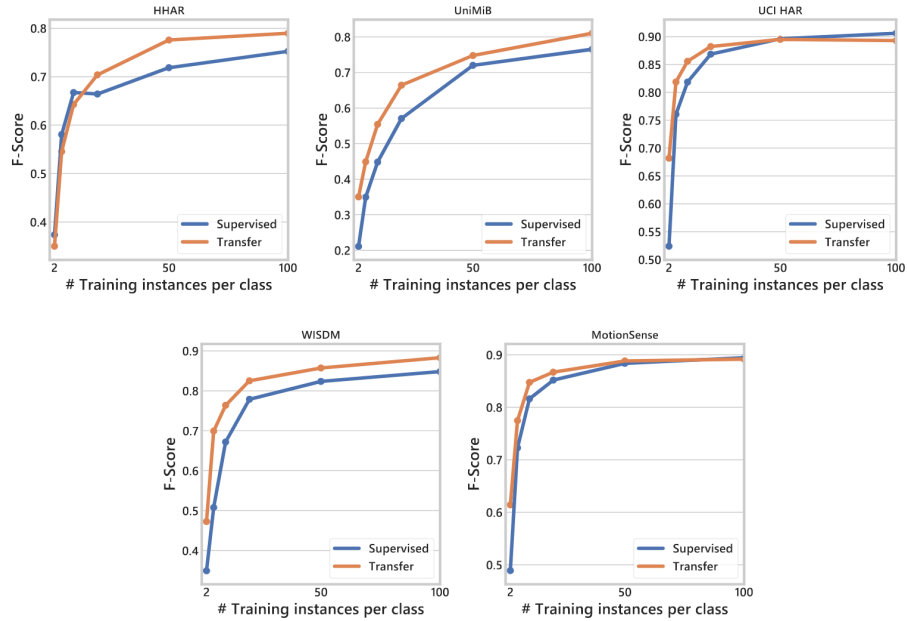 HHAR
0.8
0.7
0.6
0.5
0.4
F-Score
Supervised
Transfer
2 50 100
# Training instances per class
UniMiB
0.8
0.7
0.6
0.5
0.4
0.3
0.2
F-Score
Supervised
Transfer
2 50 100
# Training instances per class
UCI HAR
0.90
0.85
0.80
0.75
0.70
0.65
0.60
0.55
0.50
F-Score
Supervised
Transfer
2 50 100
# Training instances per class
WISDM
0.9
0.8
0.7
0.6
0.5
0.4
F-Score
Supervised
Transfer
2 50 100
# Training instances per class
MotionSense
0.9
0.8
0.7
0.6
0.5
F-Score
Supervised
Transfer
2 50 100
# Training instances per class